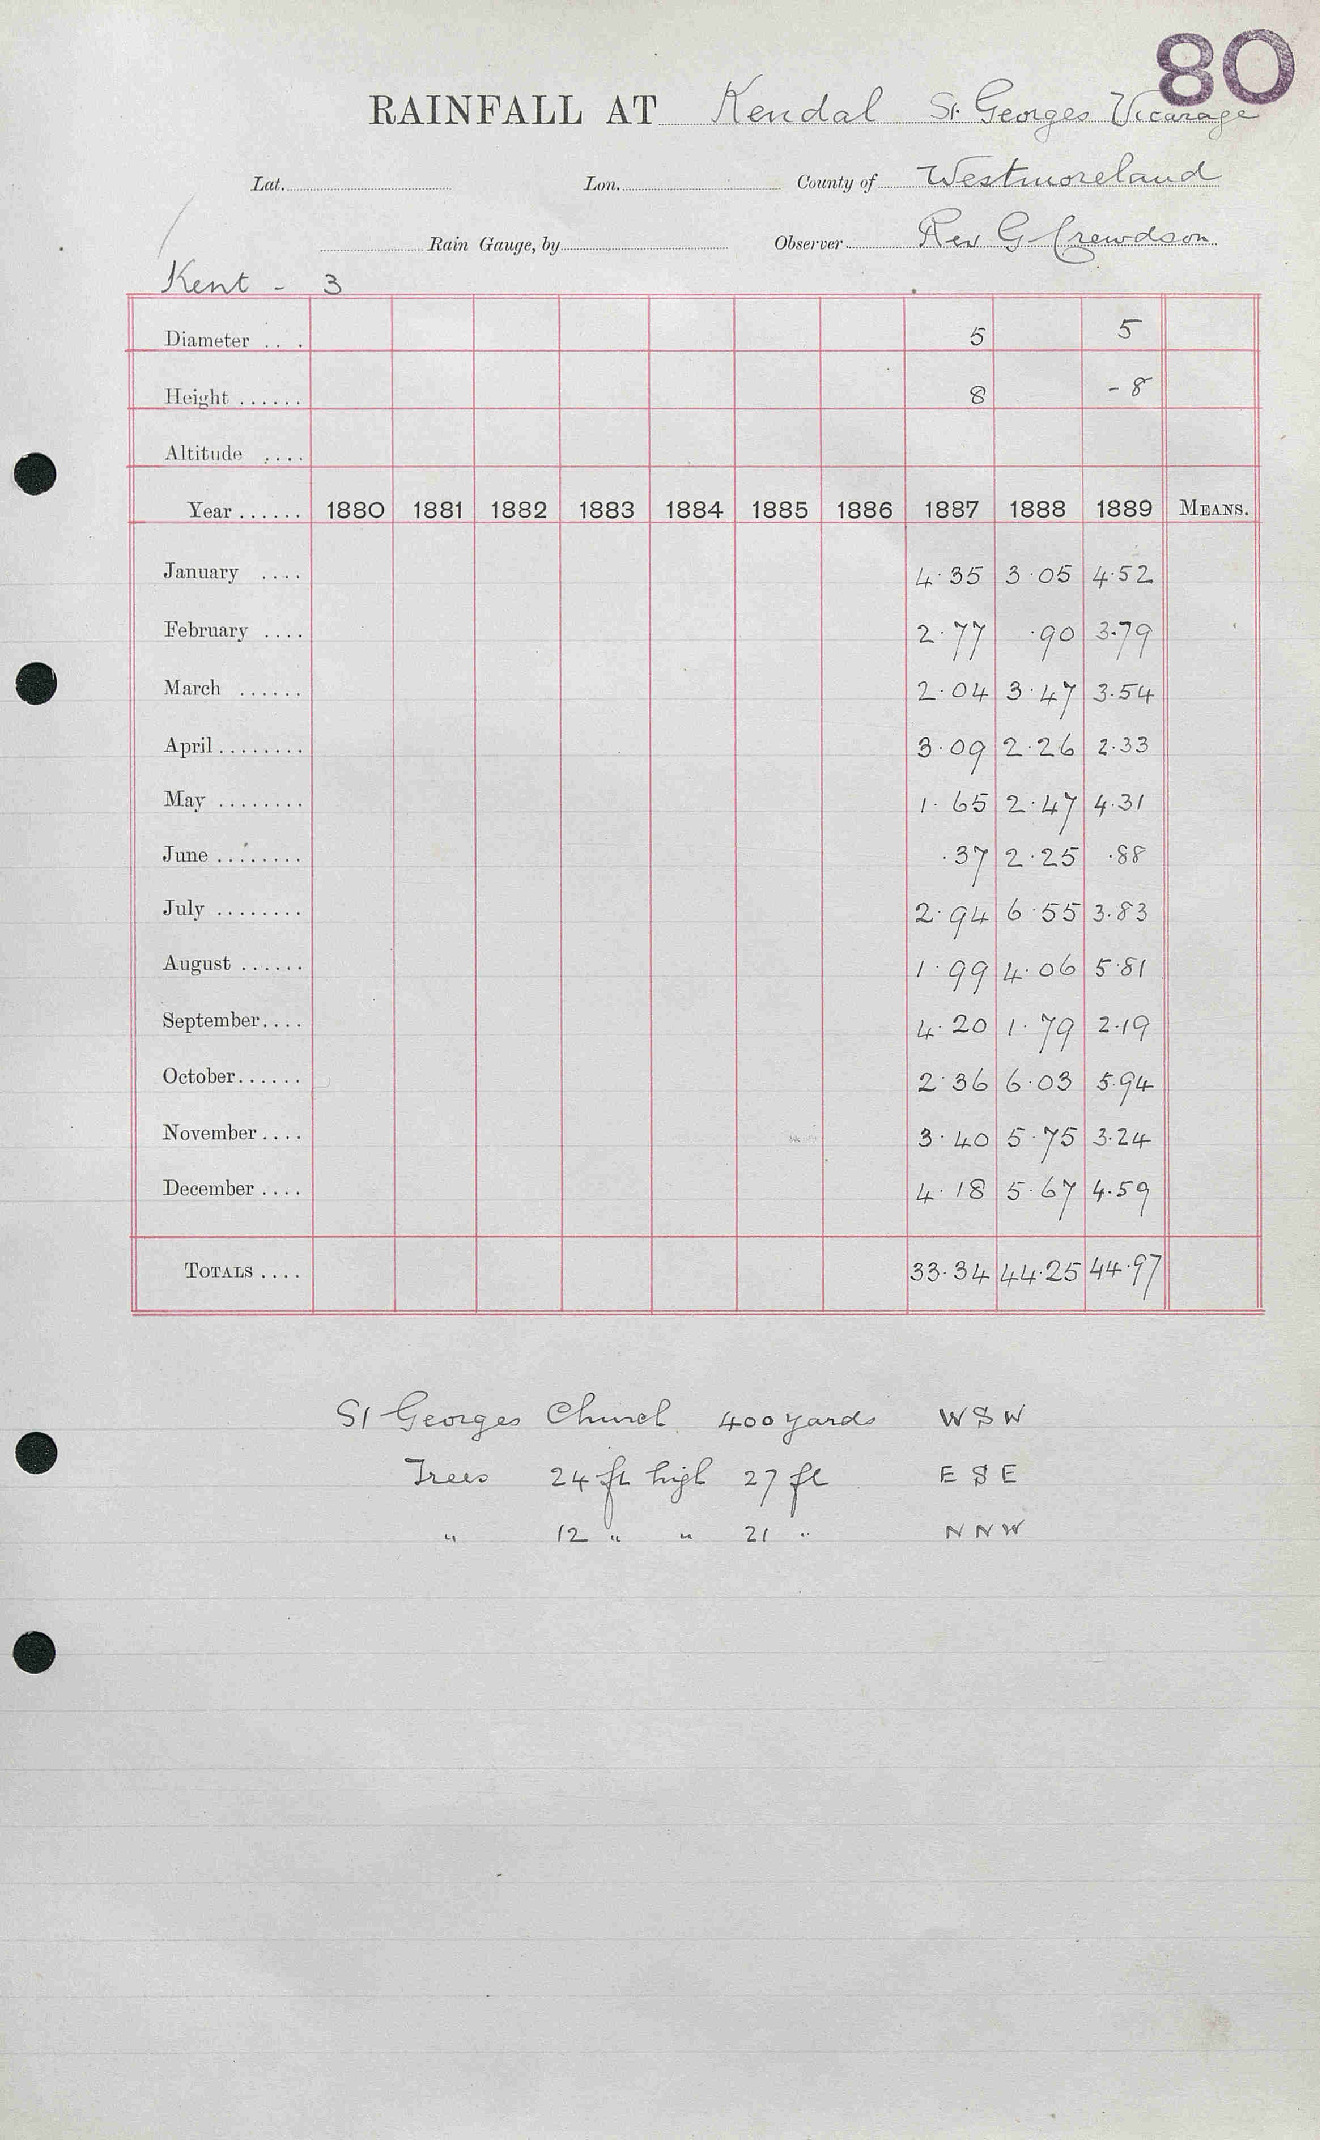 80
RAINFALL AT Kendal St. Georges Vicarage
Lat. Lon. County of Westmoreland
Rain Gauge, by Observer Rev G Crewdson
Kent - 3
Diameter .. . 5 5
Height ...... 8 - 8
Altitude ....
Year ...... 1880 1881 1882 1883 1884 1885 1886 1887 1888 1889 MEANS.
January .... 4.35 3.05 4.52
February .... 2.77 .90 3.79
March ...... 2.04 3.47 3.54
April ........ 3.09 2.26 2.33
May ........ 1.65 2.47 4.31
June ........ .37 2.25 .88
July ........ 2.94 6.55 3.83
August ...... 1.99 4.06 5.81
September.... 4.20 1.79 2.19
October...... 2.36 6.03 5.94
November .... 3.40 5.75 3.24
December .... 4.18 5.67 4.59
TOTALS .... 33.34 44.25 44.97
St Georges Church 400 yards W S W
Trees 24 ft high 27 ft E S E
" 12 " " 21 " N N W